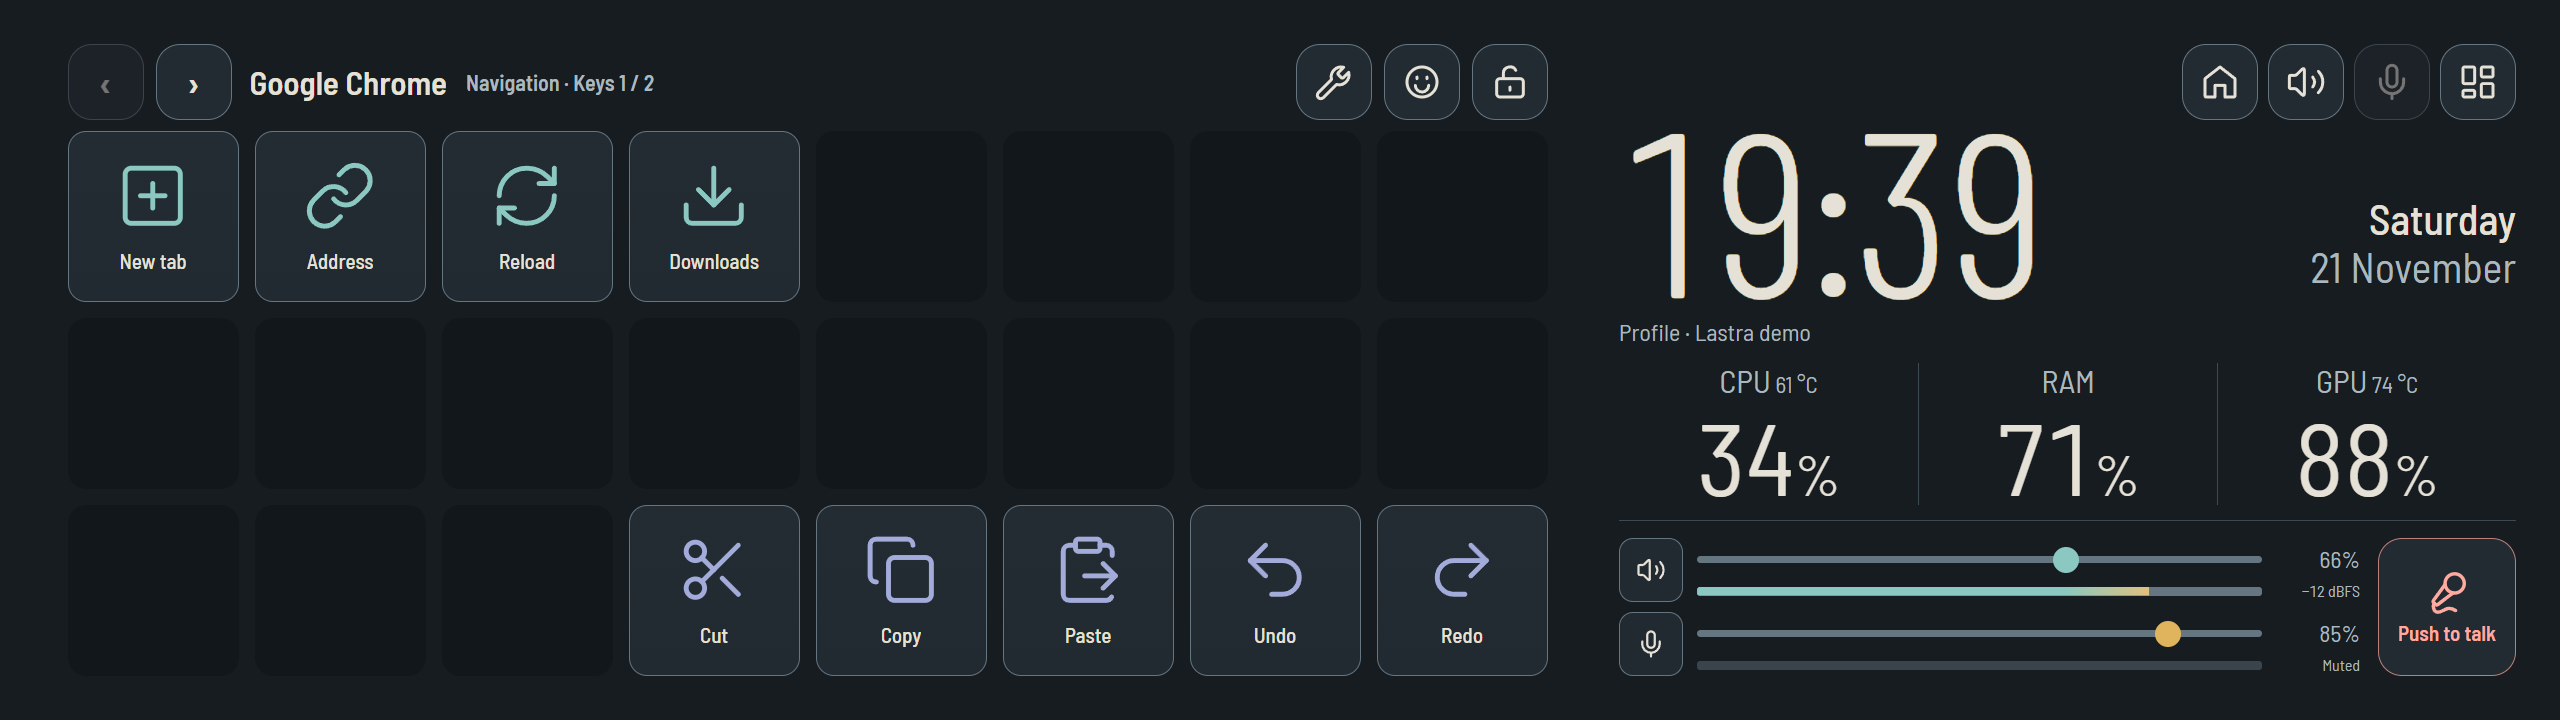 ‹ › Google Chrome Navigation · Keys 1 / 2
New tab Address Reload Downloads
Cut Copy Paste Undo Redo
19:39
Saturday
21 November
Profile · Lastra demo
CPU 61 °C RAM GPU 74 °C
34% 71% 88%
66%
−12 dBFS
85%
Muted
Push to talk